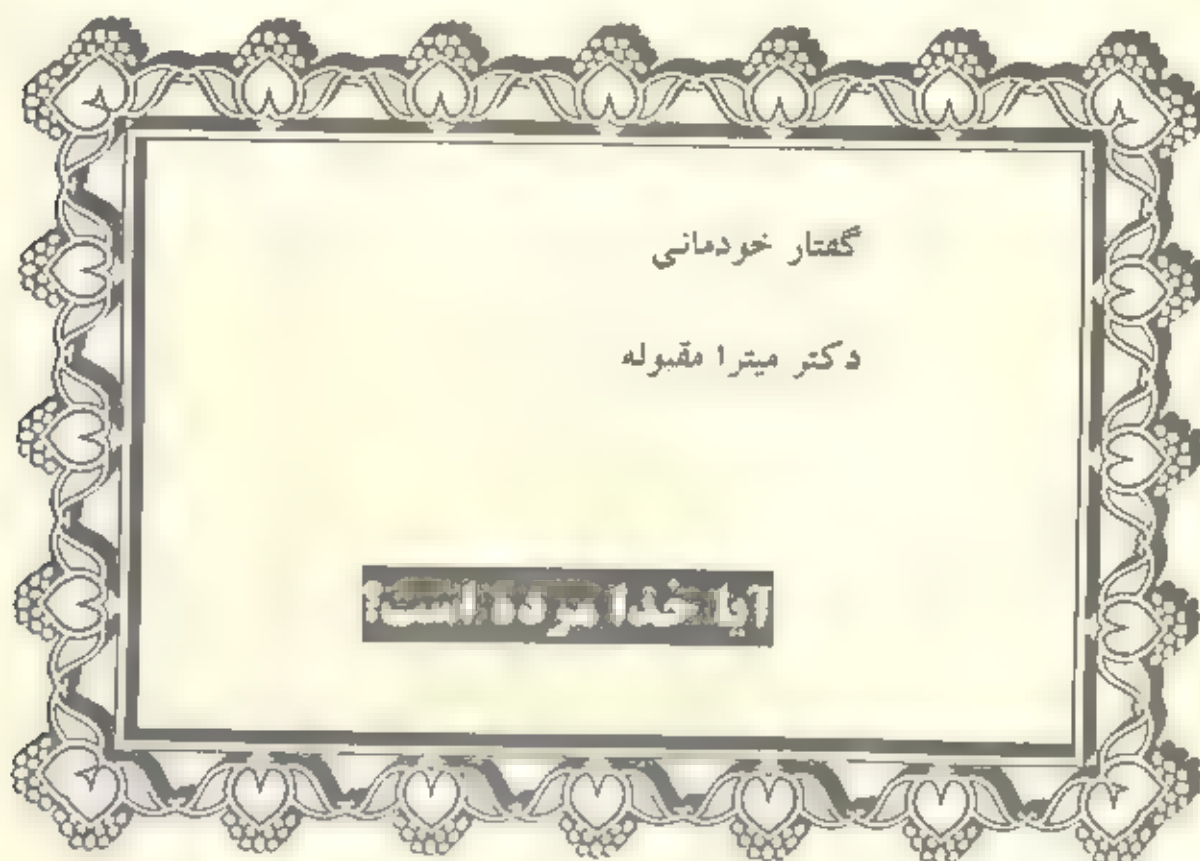 گفتار خودمانی
دکتر میترا مقبوله
آیا خدا مرده است؟